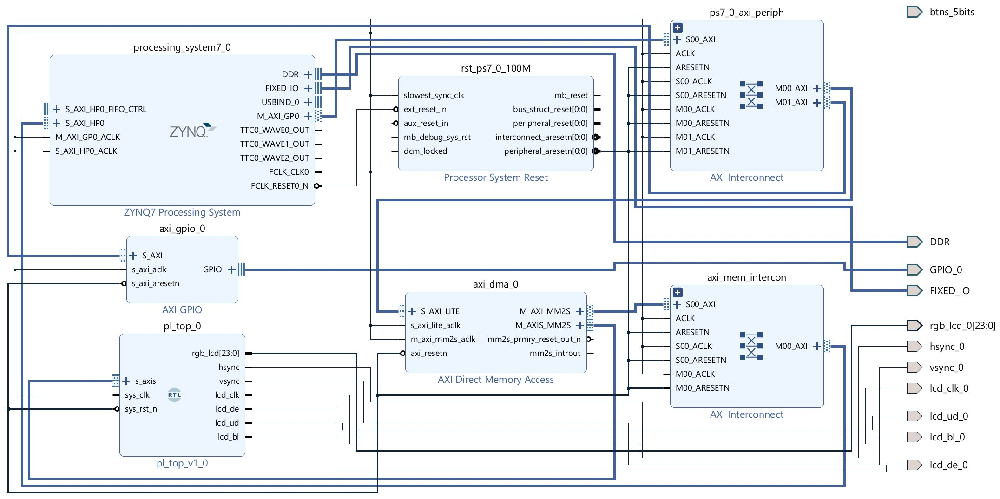 btns_5bits
ps7_0_axi_periph
S00_AXI
ACLK
ARESETN
S00_ACLK
S00_ARESETN
M00_ACLK
M00_ARESETN
M01_ACLK
M01_ARESETN
M00_AXI
M01_AXI
AXI Interconnect
processing_system7_0
S_AXI_HP0_FIFO_CTRL
S_AXI_HP0
M_AXI_GP0_ACLK
S_AXI_HP0_ACLK
ZYNQ
DDR
FIXED_IO
USBIND_0
M_AXI_GP0
TTC0_WAVE0_OUT
TTC0_WAVE1_OUT
TTC0_WAVE2_OUT
FCLK_CLK0
FCLK_RESET0_N
ZYNQ7 Processing System
rst_ps7_0_100M
slowest_sync_clk
ext_reset_in
aux_reset_in
mb_debug_sys_rst
dcm_locked
mb_reset
bus_struct_reset[0:0]
peripheral_reset[0:0]
interconnect_aresetn[0:0]
peripheral_aresetn[0:0]
Processor System Reset
axi_gpio_0
S_AXI
s_axi_aclk
s_axi_aresetn
GPIO
AXI GPIO
axi_dma_0
S_AXI_LITE
s_axi_lite_aclk
m_axi_mm2s_aclk
axi_resetn
M_AXI_MM2S
M_AXIS_MM2S
mm2s_prmry_reset_out_n
mm2s_introut
AXI Direct Memory Access
axi_mem_intercon
S00_AXI
ACLK
ARESETN
S00_ACLK
S00_ARESETN
M00_ACLK
M00_ARESETN
M00_AXI
AXI Interconnect
pl_top_0
s_axis
sys_clk
sys_rst_n
RTL
rgb_lcd[23:0]
hsync
vsync
lcd_clk
lcd_de
lcd_ud
lcd_bl
pl_top_v1_0
DDR
GPIO_0
FIXED_IO
rgb_lcd_0[23:0]
hsync_0
vsync_0
lcd_clk_0
lcd_ud_0
lcd_bl_0
lcd_de_0